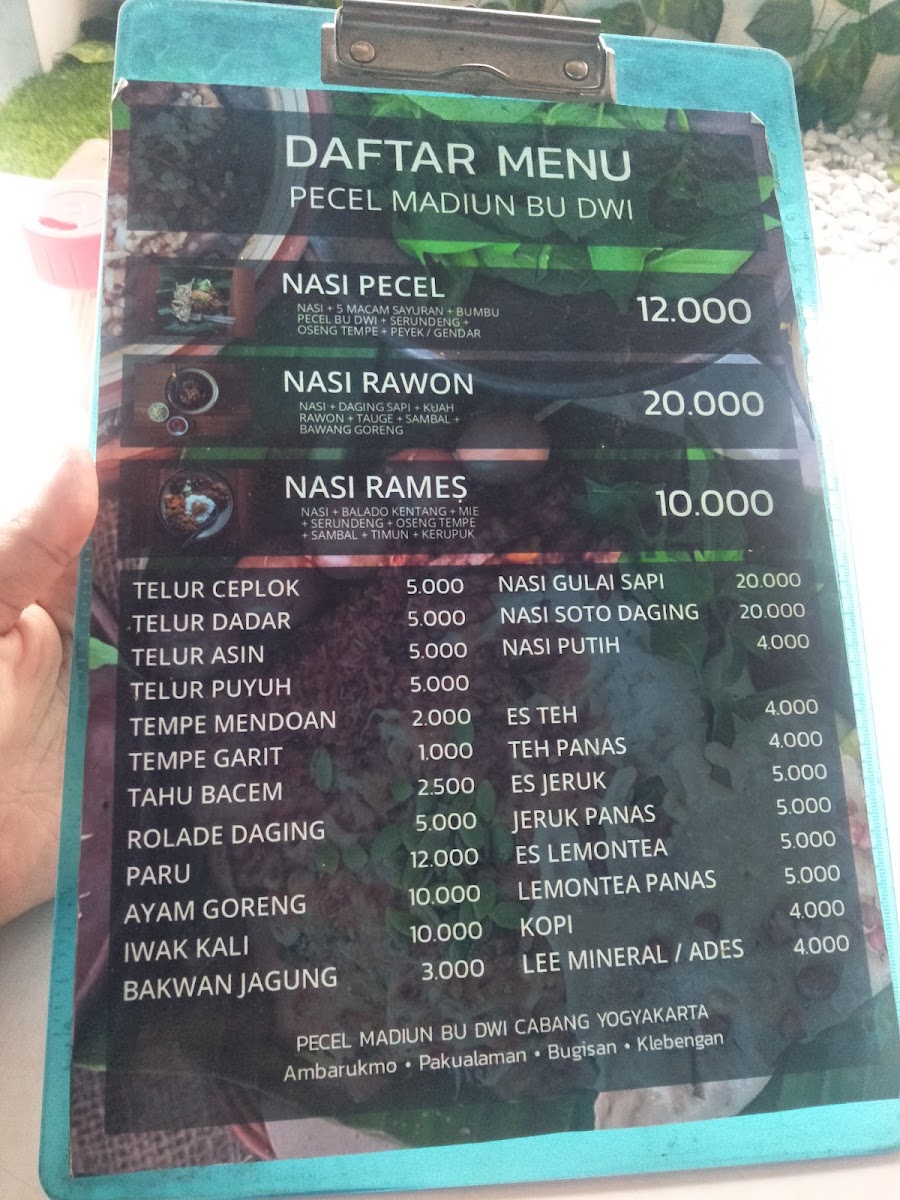 DAFTAR MENU
PECEL MADIUN BU DWI
NASI PECEL 12.000
NASI + 5 MACAM SAYURAN + BUMBU
PECEL BU DWI + SERUNDENG +
OSENG TEMPE + PEYEK / GENDAR
NASI RAWON 20.000
NASI + DAGING SAPI + KUAH
RAWON + TAUGE + SAMBAL +
BAWANG GORENG
NASI RAMES 10.000
NASI + BALADO KENTANG + MIE
+ SERUNDENG + OSENG TEMPE
+ SAMBAL + TIMUN + KERUPUK
TELUR CEPLOK 5.000
TELUR DADAR 5.000
TELUR ASIN 5.000
TELUR PUYUH 5.000
TEMPE MENDOAN 2.000
TEMPE GARIT 1.000
TAHU BACEM 2.500
ROLADE DAGING 5.000
PARU 12.000
AYAM GORENG 10.000
IWAK KALI 10.000
BAKWAN JAGUNG 3.000
NASI GULAI SAPI 20.000
NASI SOTO DAGING 20.000
NASI PUTIH 4.000
ES TEH 4.000
TEH PANAS 4.000
ES JERUK 5.000
JERUK PANAS 5.000
ES LEMONTEA 5.000
LEMONTEA PANAS 5.000
KOPI 4.000
LEE MINERAL / ADES 4.000
PECEL MADIUN BU DWI CABANG YOGYAKARTA
Ambarukmo • Pakualaman • Bugisan • Klebengan